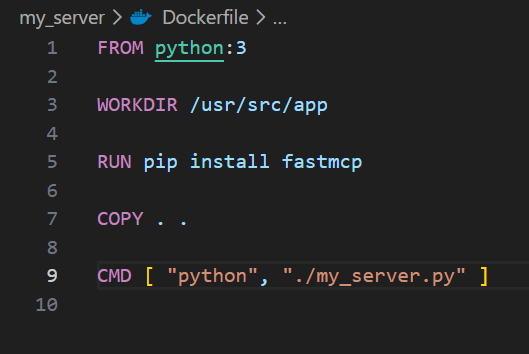 my_server > Dockerfile > ...
1 FROM python:3
2
3 WORKDIR /usr/src/app
4
5 RUN pip install fastmcp
6
7 COPY . .
8
9 CMD [ "python", "./my_server.py" ]
10